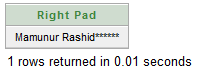 Right Pad
Mamunur Rashid******
1 rows returned in 0.01 seconds